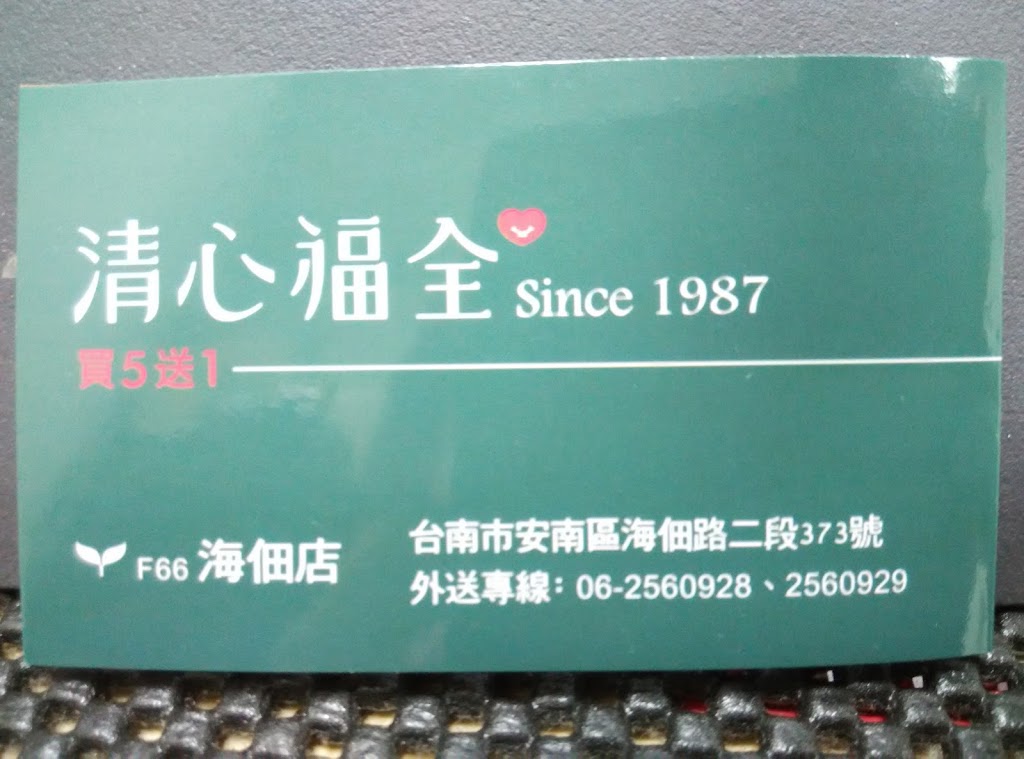 清心福全 Since 1987
買5送1
F66 海佃店
台南市安南區海佃路二段373號
外送專線：06-2560928、2560929